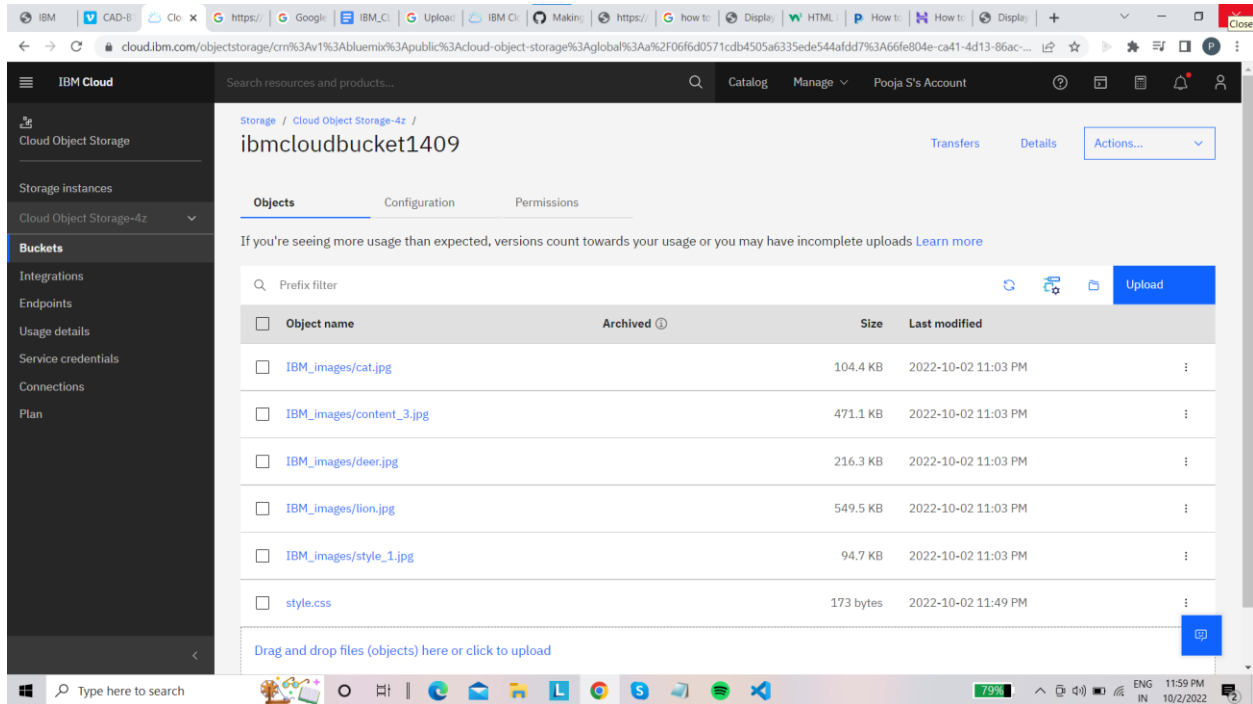 IBM
CAD-B
Clo
https://
Google
IBM_CL
Upload
IBM Cl
Making
https://
how to
Display
HTML
How to
How to
Display
Close
cloud.ibm.com/objectstorage/crn%3Av1%3Abluemix%3Apublic%3Acloud-object-storage%3Aglobal%3Aa%2F06f6d0571cdb4505a6335ede544afdd7%3A66fe804e-ca41-4d13-86ac-...
P
IBM Cloud
Search resources and products...
Catalog
Manage
Pooja S's Account
Cloud Object Storage
Storage instances
Cloud Object Storage-4z
Buckets
Integrations
Endpoints
Usage details
Service credentials
Connections
Plan
Storage / Cloud Object Storage-4z /
ibmcloudbucket1409
Transfers
Details
Actions...
Objects
Configuration
Permissions
If you're seeing more usage than expected, versions count towards your usage or you may have incomplete uploads Learn more
Prefix filter
Upload
Object name Archived Size Last modified
IBM_images/cat.jpg 104.4 KB 2022-10-02 11:03 PM
IBM_images/content_3.jpg 471.1 KB 2022-10-02 11:03 PM
IBM_images/deer.jpg 216.3 KB 2022-10-02 11:03 PM
IBM_images/lion.jpg 549.5 KB 2022-10-02 11:03 PM
IBM_images/style_1.jpg 94.7 KB 2022-10-02 11:03 PM
style.css 173 bytes 2022-10-02 11:49 PM
Drag and drop files (objects) here or click to upload
Type here to search
79%
ENG
IN
11:59 PM
10/2/2022
2